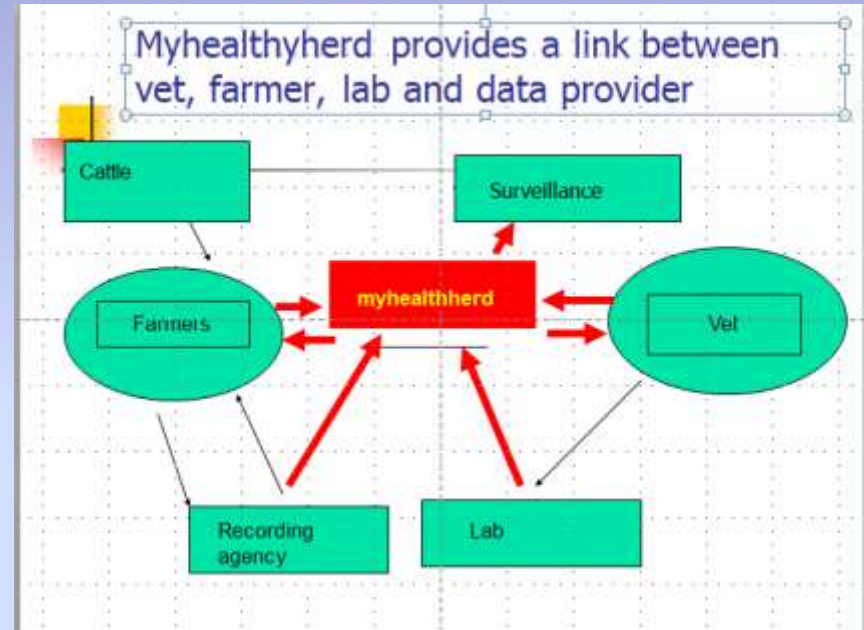 Myhealthyherd provides a link between
vet, farmer, lab and data provider
Cattle
Surveillance
myhealthherd
Farmers
Vet
Recording
agency
Lab